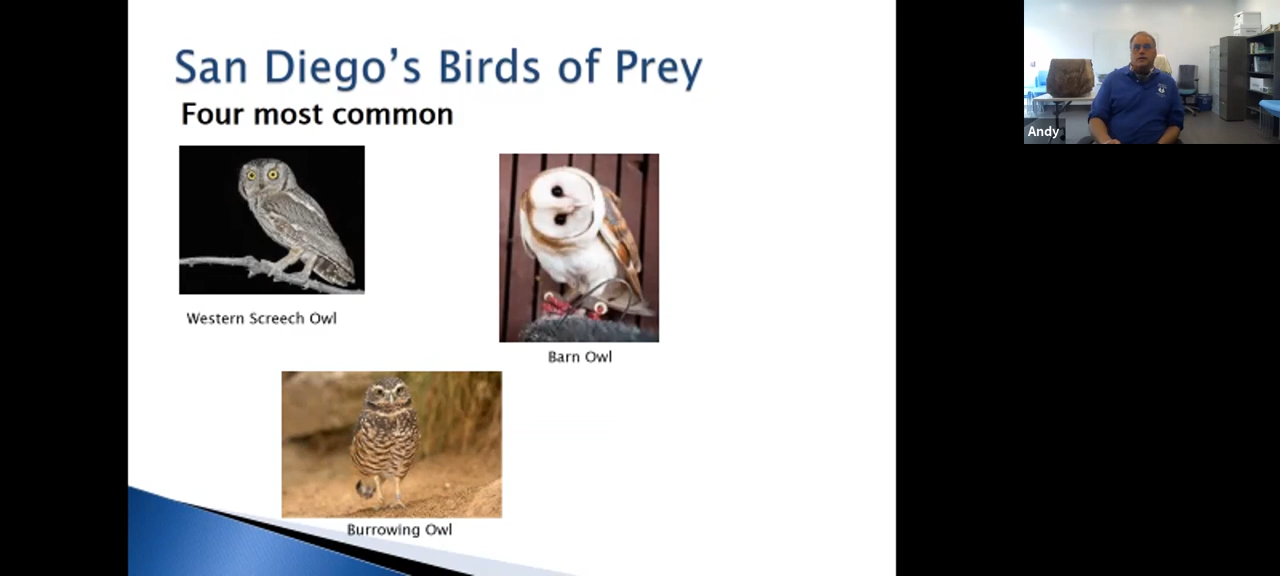 San Diego's Birds of Prey
Four most common
Andy
Western Screech Owl
Barn Owl
Burrowing Owl